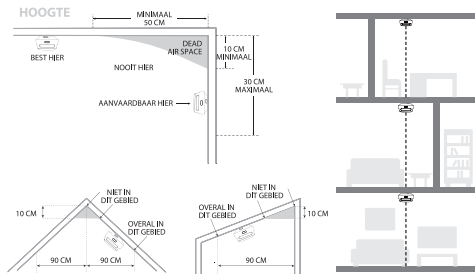 HOOGTE
MINIMAAL
50 CM
DEAD
AIR SPACE
10 CM
MINIMAAL
BEST HIER
NOOIT HIER
30 CM
MAXIMAAL
AANVAARDBAAR HIER
NIET IN
DIT GEBIED
10 CM
OVERAL IN
DIT GEBIED
90 CM
90 CM
NIET IN
DIT GEBIED
OVERAL IN
DIT GEBIED
10 CM
90 CM